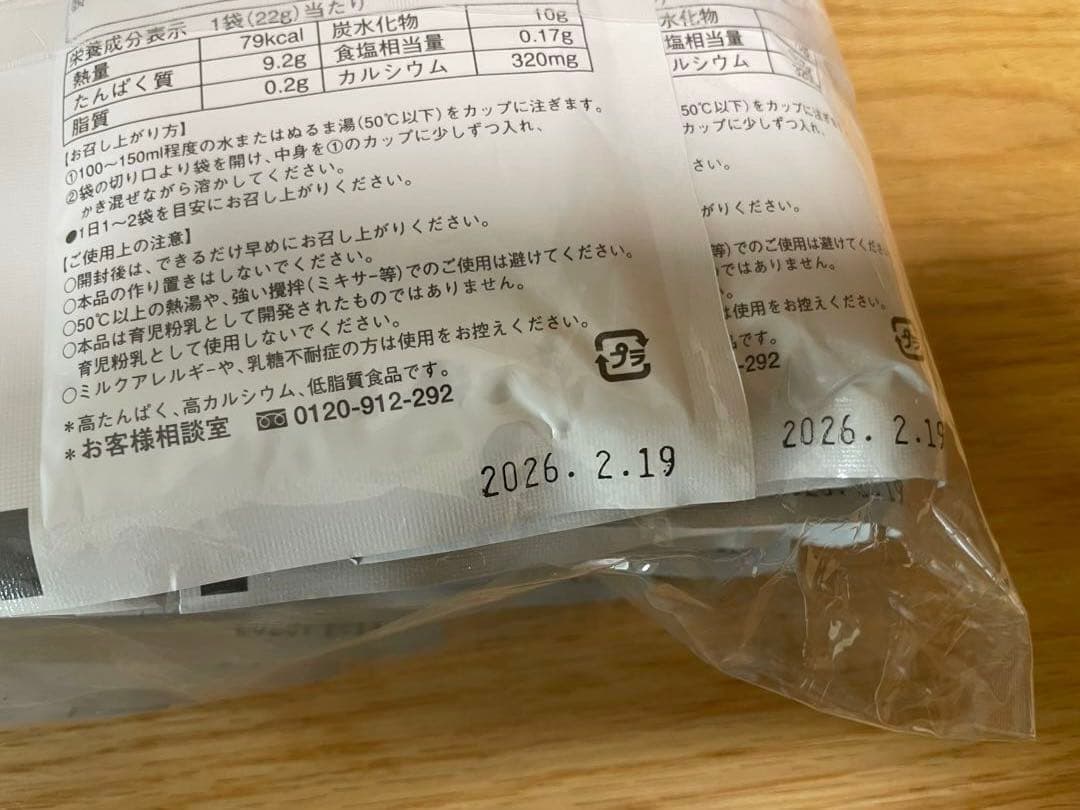 栄養成分表示 1袋(22g)当たり
熱量 79kcal 炭水化物 10g
たんぱく質 9.2g 食塩相当量 0.17g
脂質 0.2g カルシウム 320mg
【お召し上がり方】
①100～150ml程度の水またはぬるま湯(50℃以下)をカップに注ぎます。
②袋の切り口より袋を開け、中身を①のカップに少しずつ入れ、
かき混ぜながら溶かしてください。
●1日1～2袋を目安にお召し上がりください。
【ご使用上の注意】
○開封後は、できるだけ早めにお召し上がりください。
○本品の作り置きはしないでください。
○50℃以上の熱湯や、強い攪拌(ミキサー等)でのご使用は避けてください。
○本品は育児粉乳として開発されたものではありません。
育児粉乳として使用しないでください。
○ミルクアレルギーや、乳糖不耐症の方は使用をお控えください。
＊高たんぱく、高カルシウム、低脂質食品です。
＊お客様相談室 0120-912-292
プラ
2026. 2.19
水化物
塩相当量
ルシウム
50℃以下)をカップに注ぎます
カップに少しずつ入れ、
さい。
がりください。
等)でのご使用は避けてくだ
ではありません。
は使用をお控えください。
です。
-292
2026. 2.19